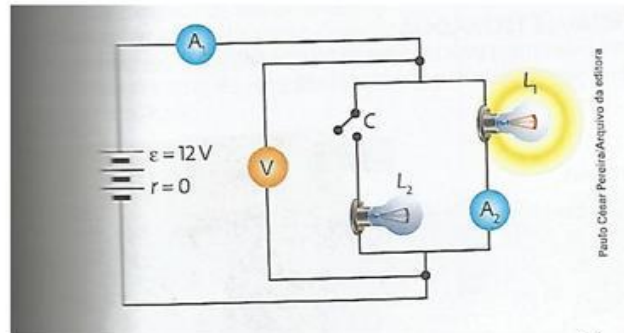 A₁
L₁
C
ε = 12 V
r = 0
V
L₂
A₂
Paulo César Pereira/Arquivo da editora